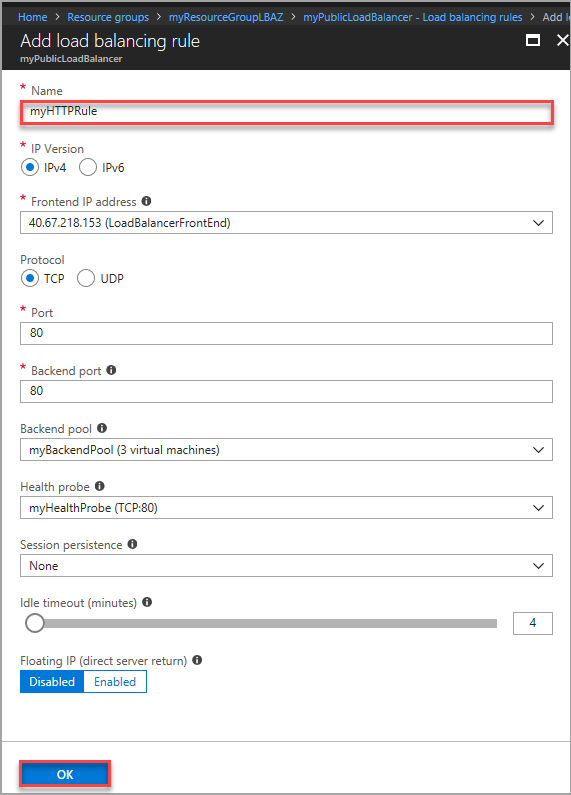 Home > Resource groups > myResourceGroupLBAZ > myPublicLoadBalancer - Load balancing rules > Add
Add load balancing rule
myPublicLoadBalancer
* Name
myHTTPRule
* IP Version
IPv4 IPv6
* Frontend IP address
40.67.218.153 (LoadBalancerFrontEnd)
Protocol
TCP UDP
* Port
80
* Backend port
80
Backend pool
myBackendPool (3 virtual machines)
Health probe
myHealthProbe (TCP:80)
Session persistence
None
Idle timeout (minutes)
4
Floating IP (direct server return)
Disabled Enabled
OK